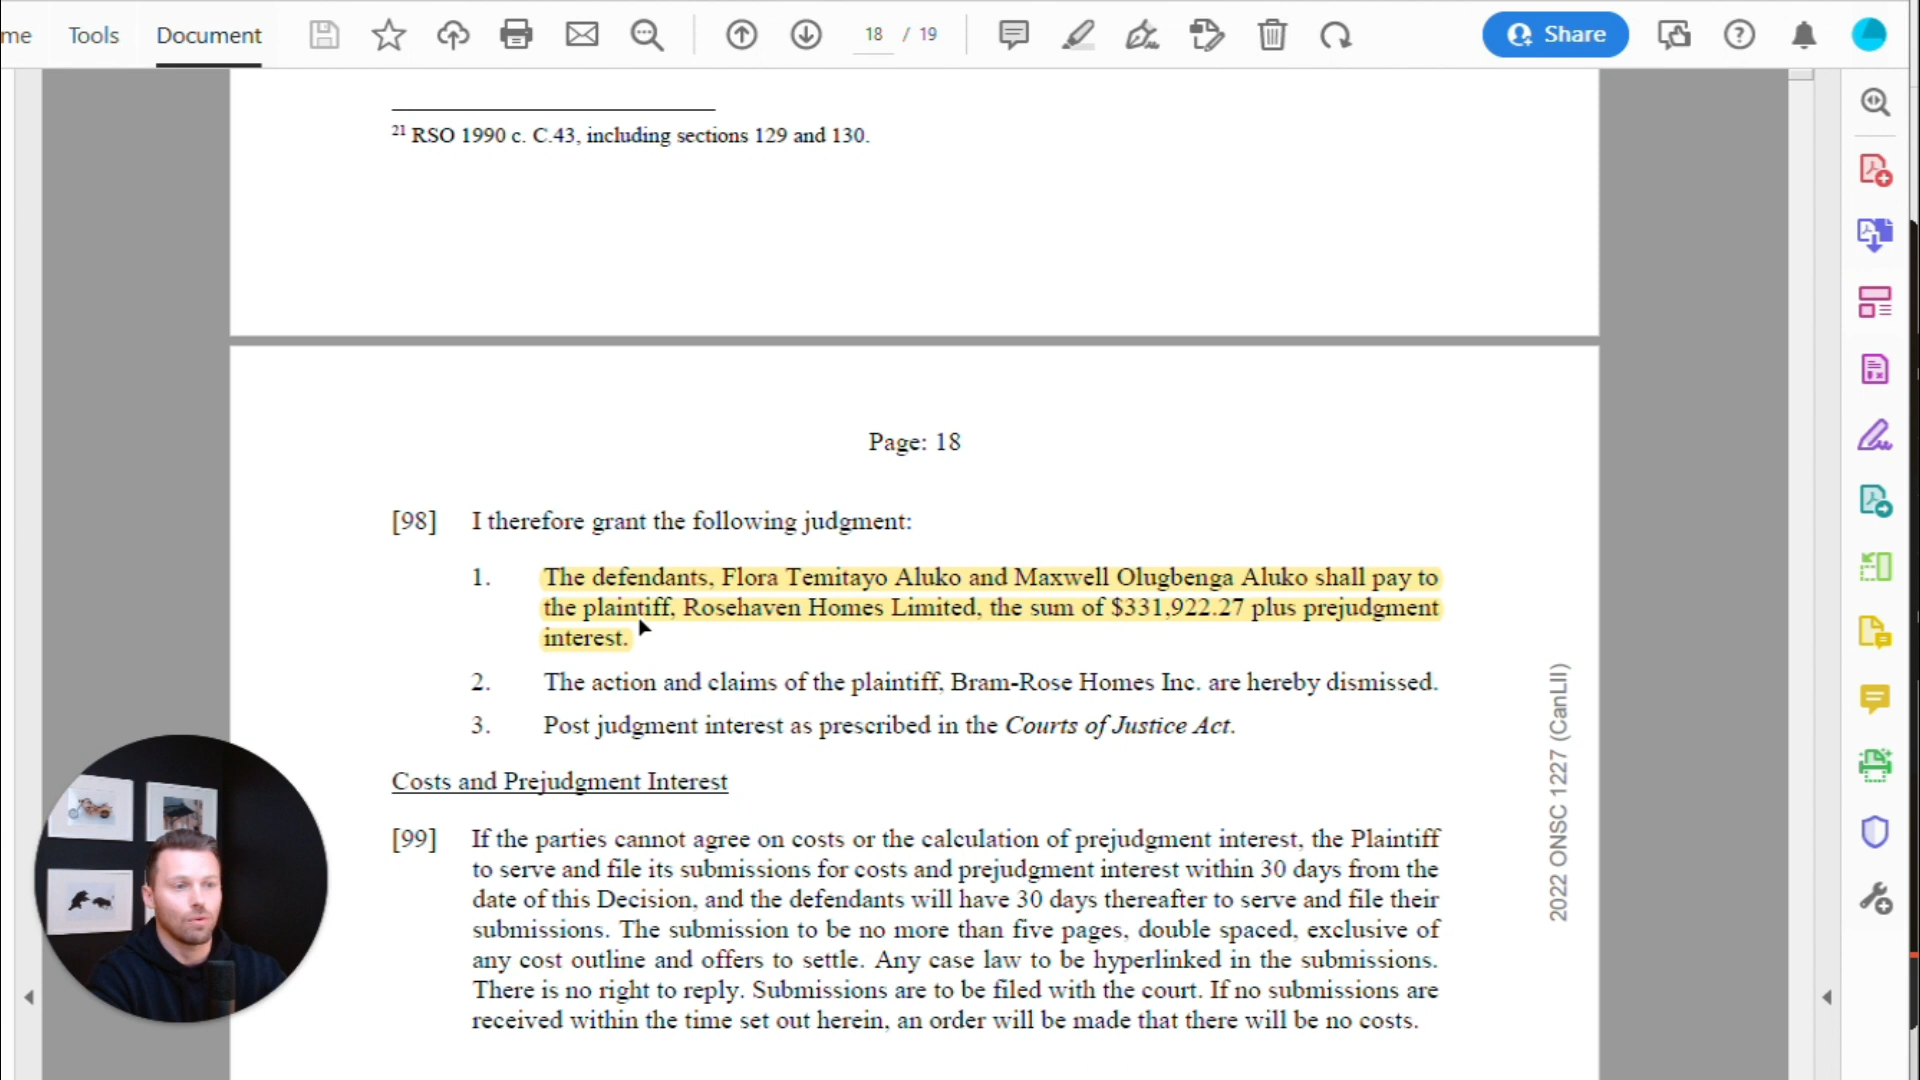 me Tools Document 18 / 19 Share
21 RSO 1990 c. C.43, including sections 129 and 130.
Page: 18
[98] I therefore grant the following judgment:
1. The defendants, Flora Temitayo Aluko and Maxwell Olugbenga Aluko shall pay to
the plaintiff, Rosehaven Homes Limited, the sum of $331,922.27 plus prejudgment
interest.
2. The action and claims of the plaintiff, Bram-Rose Homes Inc. are hereby dismissed.
3. Post judgment interest as prescribed in the Courts of Justice Act.
Costs and Prejudgment Interest
[99] If the parties cannot agree on costs or the calculation of prejudgment interest, the Plaintiff
to serve and file its submissions for costs and prejudgment interest within 30 days from the
date of this Decision, and the defendants will have 30 days thereafter to serve and file their
submissions. The submission to be no more than five pages, double spaced, exclusive of
any cost outline and offers to settle. Any case law to be hyperlinked in the submissions.
There is no right to reply. Submissions are to be filed with the court. If no submissions are
received within the time set out herein, an order will be made that there will be no costs.
2022 ONSC 1227 (CanLII)